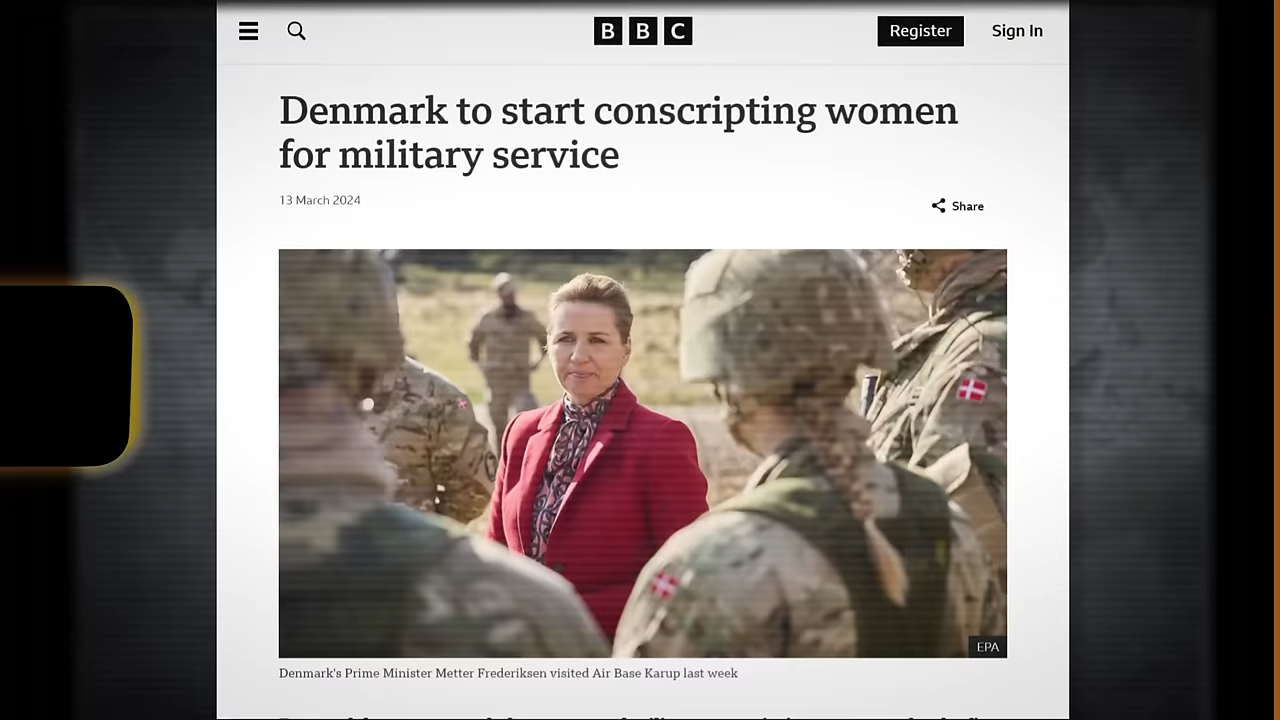 BBC
Register
Sign In
Denmark to start conscripting women
for military service
13 March 2024
Share
EPA
Denmark's Prime Minister Metter Frederiksen visited Air Base Karup last week